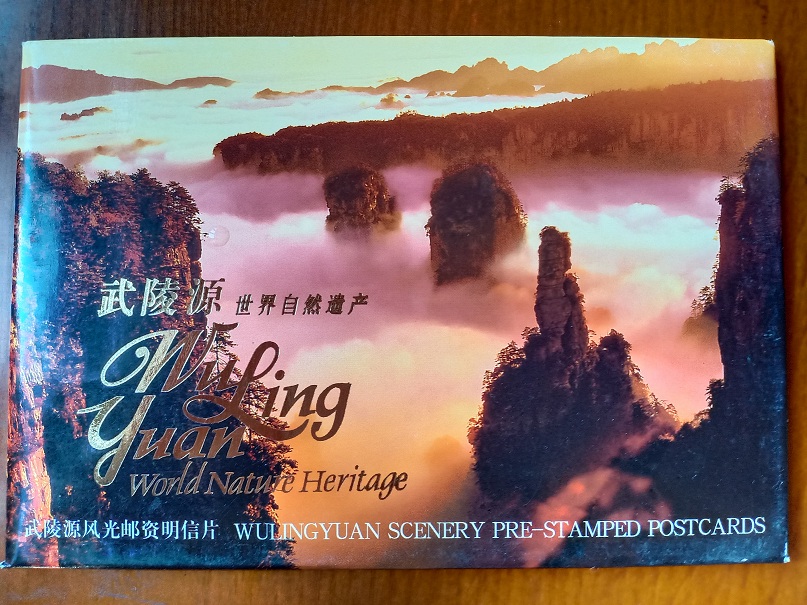 武陵源 世界自然遗产
WuLing
Yuan
World Nature Heritage
武陵源风光邮资明信片 WULINGYUAN SCENERY PRE-STAMPED POSTCARDS